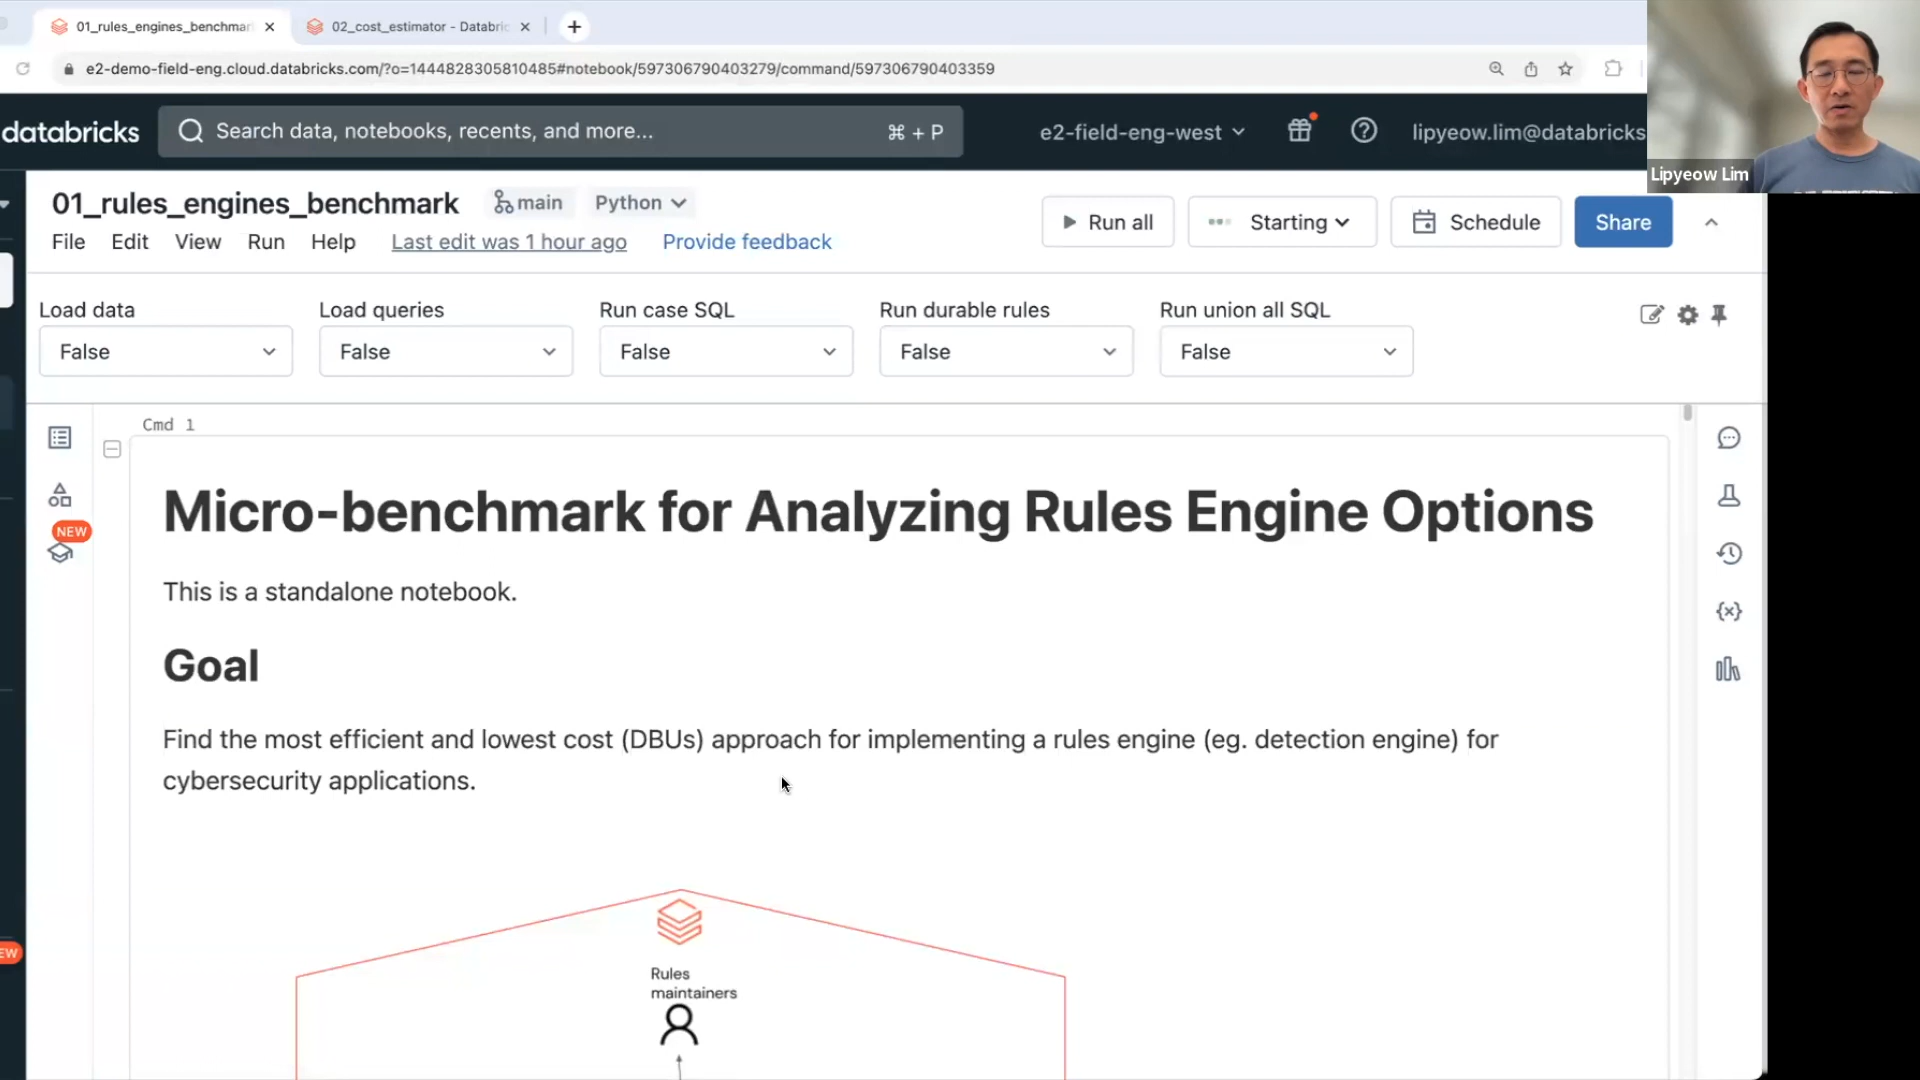 01_rules_engines_benchmar
02_cost_estimator - Databric
e2-demo-field-eng.cloud.databricks.com/?o=1444828305810485#notebook/597306790403279/command/597306790403359
databricks
Search data, notebooks, recents, and more...
⌘ + P
e2-field-eng-west
lipyeow.lim@databricks
Lipyeow Lim
01_rules_engines_benchmark
main
Python
Run all
Starting
Schedule
Share
File Edit View Run Help Last edit was 1 hour ago Provide feedback
Load data
Load queries
Run case SQL
Run durable rules
Run union all SQL
False
False
False
False
False
Cmd 1
Micro-benchmark for Analyzing Rules Engine Options
This is a standalone notebook.
NEW
Goal
Find the most efficient and lowest cost (DBUs) approach for implementing a rules engine (eg. detection engine) for
cybersecurity applications.
EW
Rules
maintainers